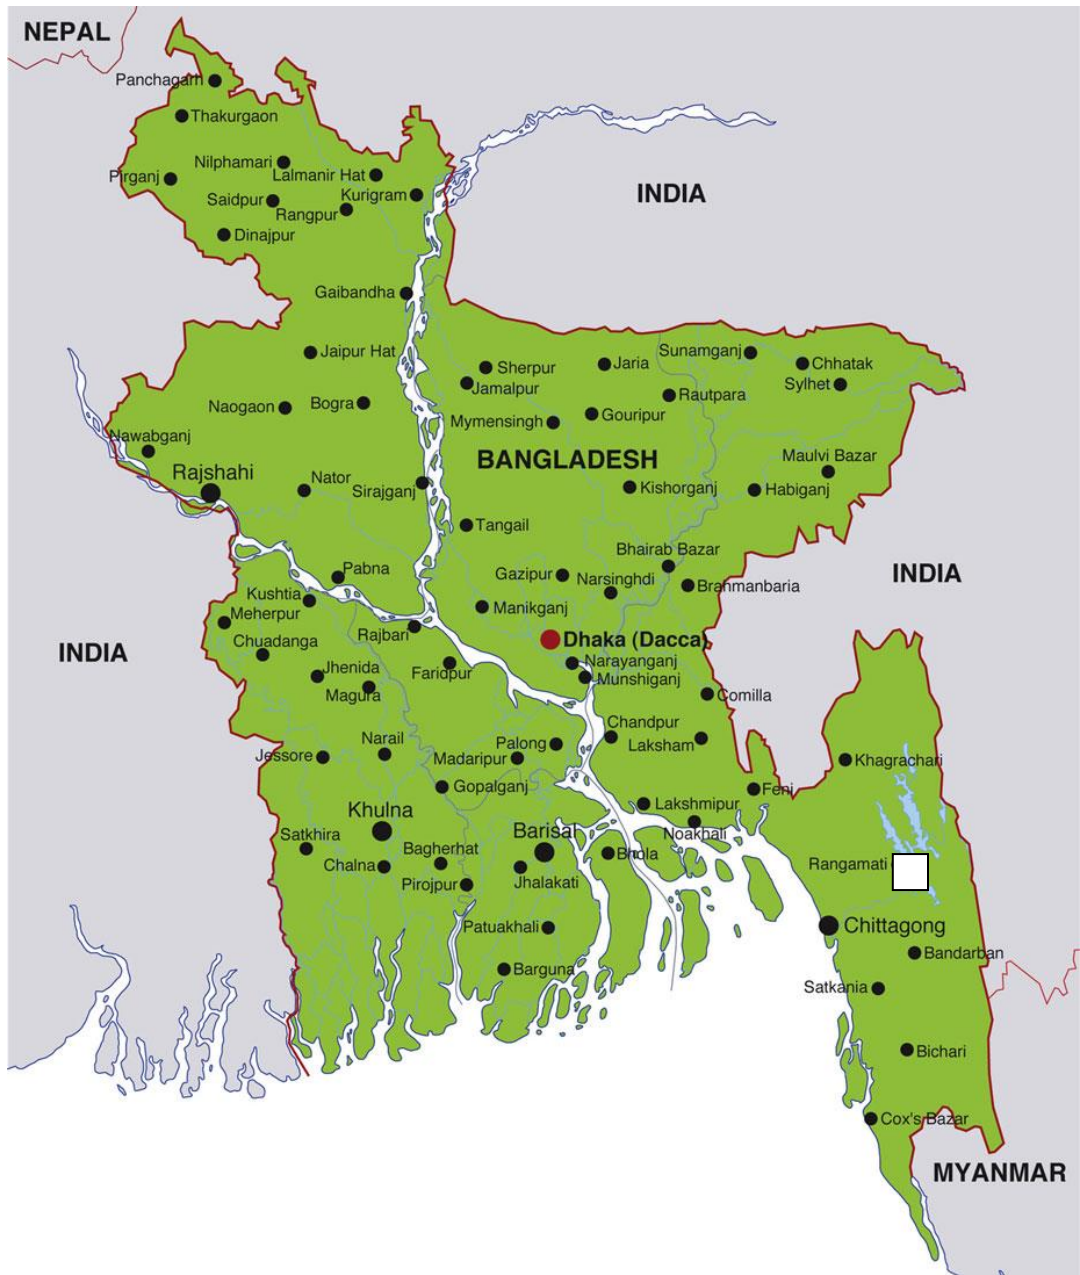 NEPAL
Panchagarh
Thakurgaon
Nilphamari
Lalmanir Hat
Pirganj
Kurigram
Saidpur
Rangpur
INDIA
Dinajpur
Gaibandha
Jaipur Hat
Sherpur
Jaria
Sunamganj
Chhatak
Jamalpur
Sylhet
Rautpara
Naogaon
Bogra
Mymensingh
Gouripur
Nawabganj
BANGLADESH
Maulvi Bazar
Rajshahi
Nator
Sirajganj
Kishorganj
Habiganj
Tangail
Bhairab Bazar
Pabna
Gazipur
Narsinghdi
Brahmanbaria
INDIA
Kushtia
Manikganj
Meherpur
Rajbari
Chuadanga
Dhaka (Dacca)
INDIA
Jhenida
Faridpur
Narayanganj
Munshiganj
Magura
Comilla
Chandpur
Narail
Palong
Laksham
Jessore
Madaripur
Khagrachari
Gopalganj
Feni
Khulna
Lakshmipur
Satkhira
Barisal
Noakhali
Bagherhat
Bhola
Chalna
Rangamati
Pirojpur
Jhalakati
Patuakhali
Chittagong
Bandarban
Barguna
Satkania
Bichari
Cox's Bazar
MYANMAR